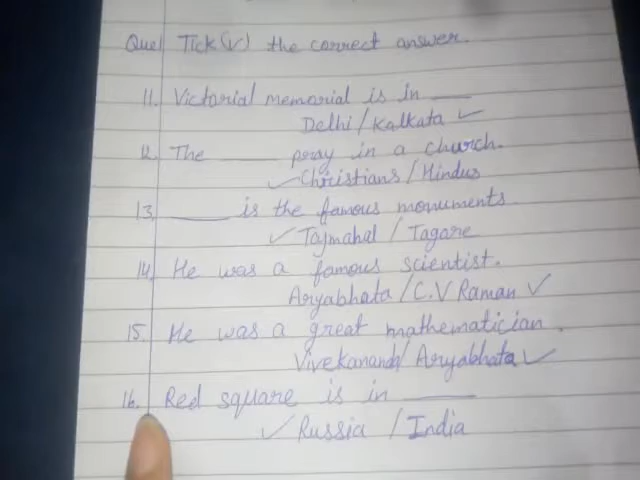 Que1 Tick(✓) the correct answer.
11. Victorial memorial is in ____
Delhi/Kalkata ✓
12. The ____ pray in a church.
✓Christians/Hindus
13. ____ is the famous monuments.
✓Tajmahal / Tagore
14. He was a famous scientist.
Aryabhata /C.V Raman ✓
15. He was a great mathematician.
Vivekanand/Aryabhata ✓
16. Red square is in ____
✓Russia / India